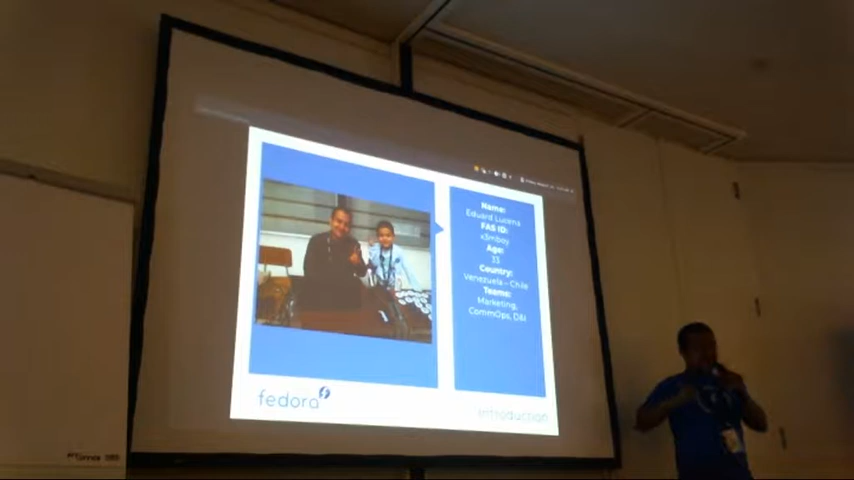 Name:
Eduard Lucena
FAS ID:
x3mboy
Age:
33
Country:
Venezuela – Chile
Teams:
Marketing,
CommOps, D&I
fedora
Introduction